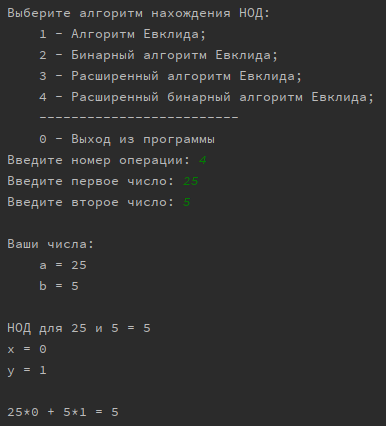 Выберите алгоритм нахождения НОД:
1 - Алгоритм Евклида;
2 - Бинарный алгоритм Евклида;
3 - Расширенный алгоритм Евклида;
4 - Расширенный бинарный алгоритм Евклида;
-------------------------
0 - Выход из программы
Введите номер операции: 4
Введите первое число: 25
Введите второе число: 5
Ваши числа:
a = 25
b = 5
НОД для 25 и 5 = 5
x = 0
y = 1
25*0 + 5*1 = 5